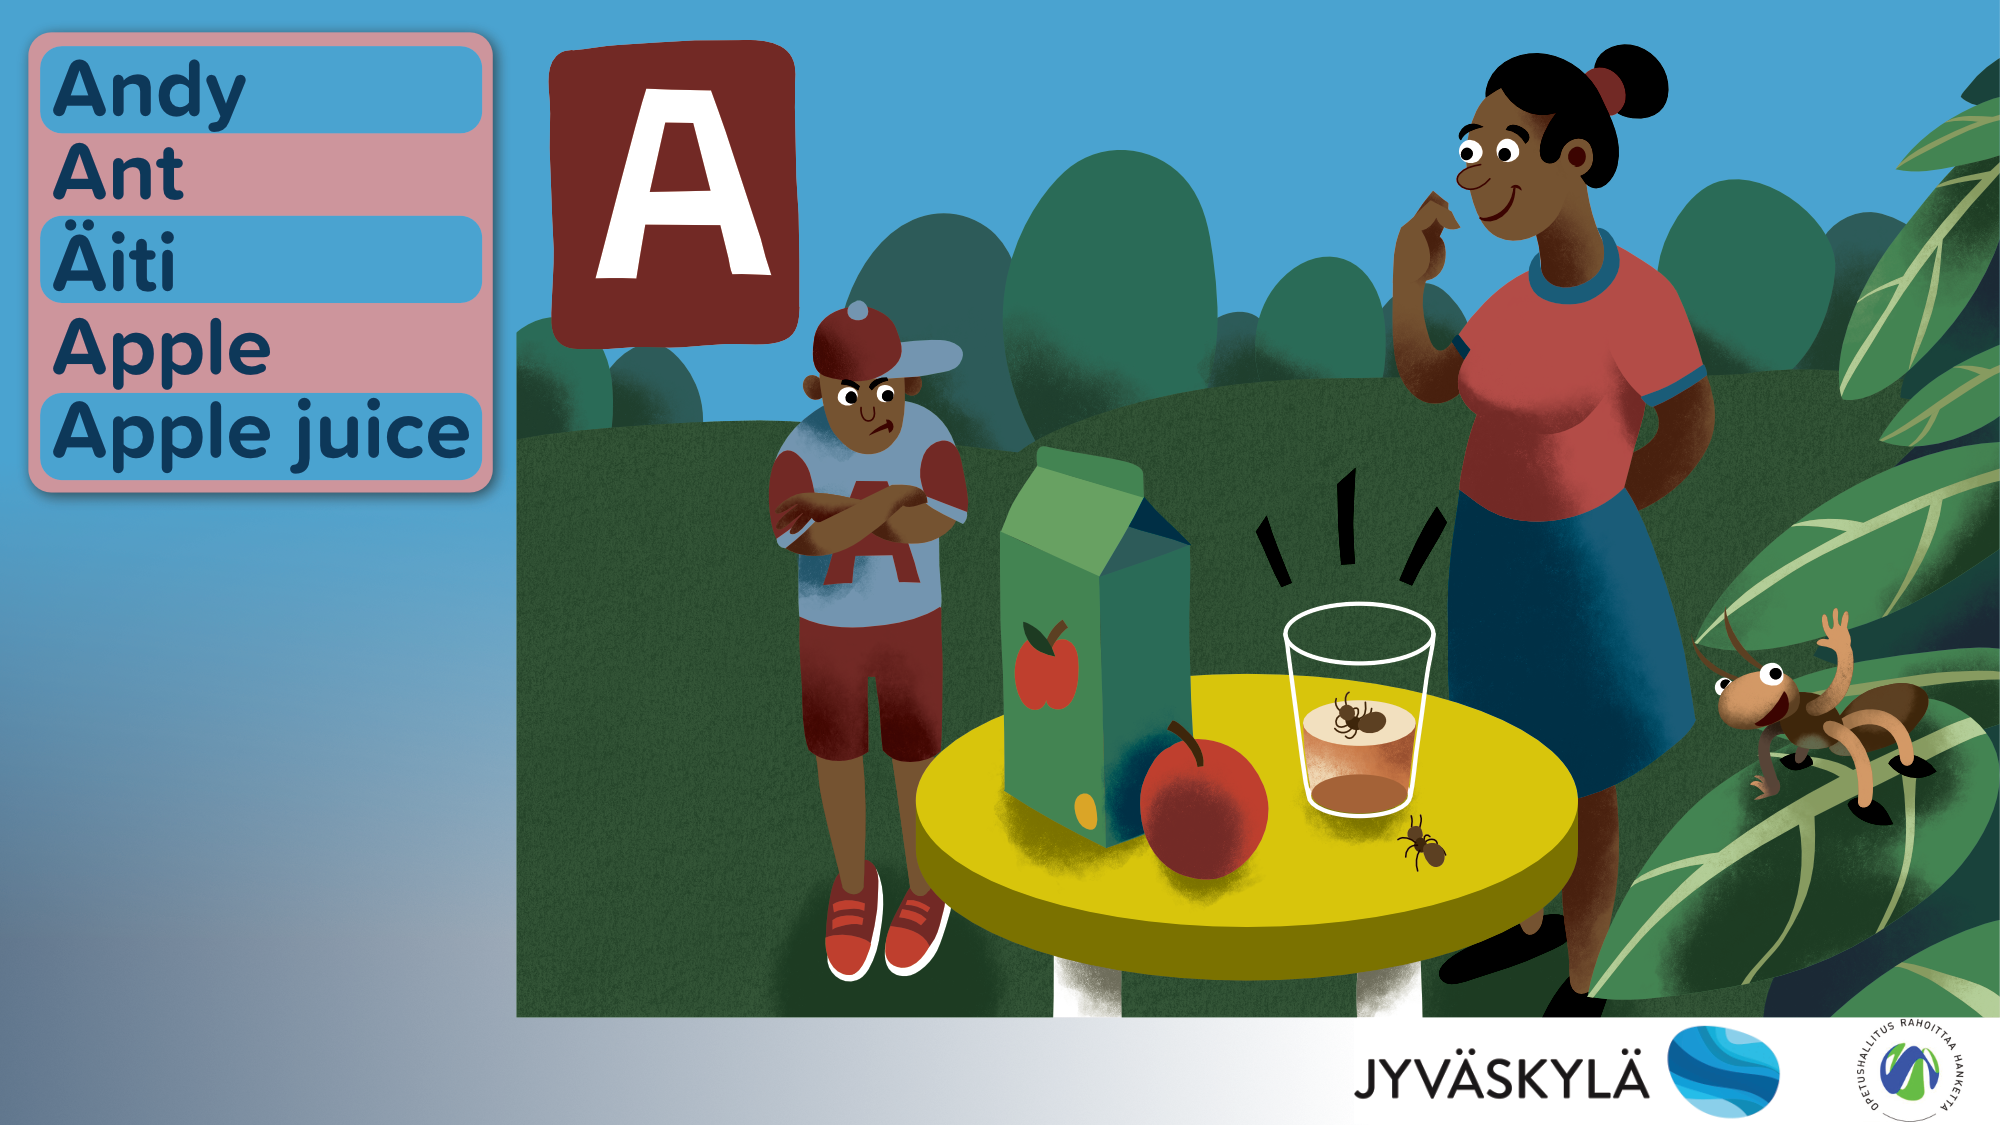 Andy
Ant
Äiti
Apple
Apple juice
A
A
JYVÄSKYLÄ
OPETUSHALLITUS RAHOITTAA HANKETTA